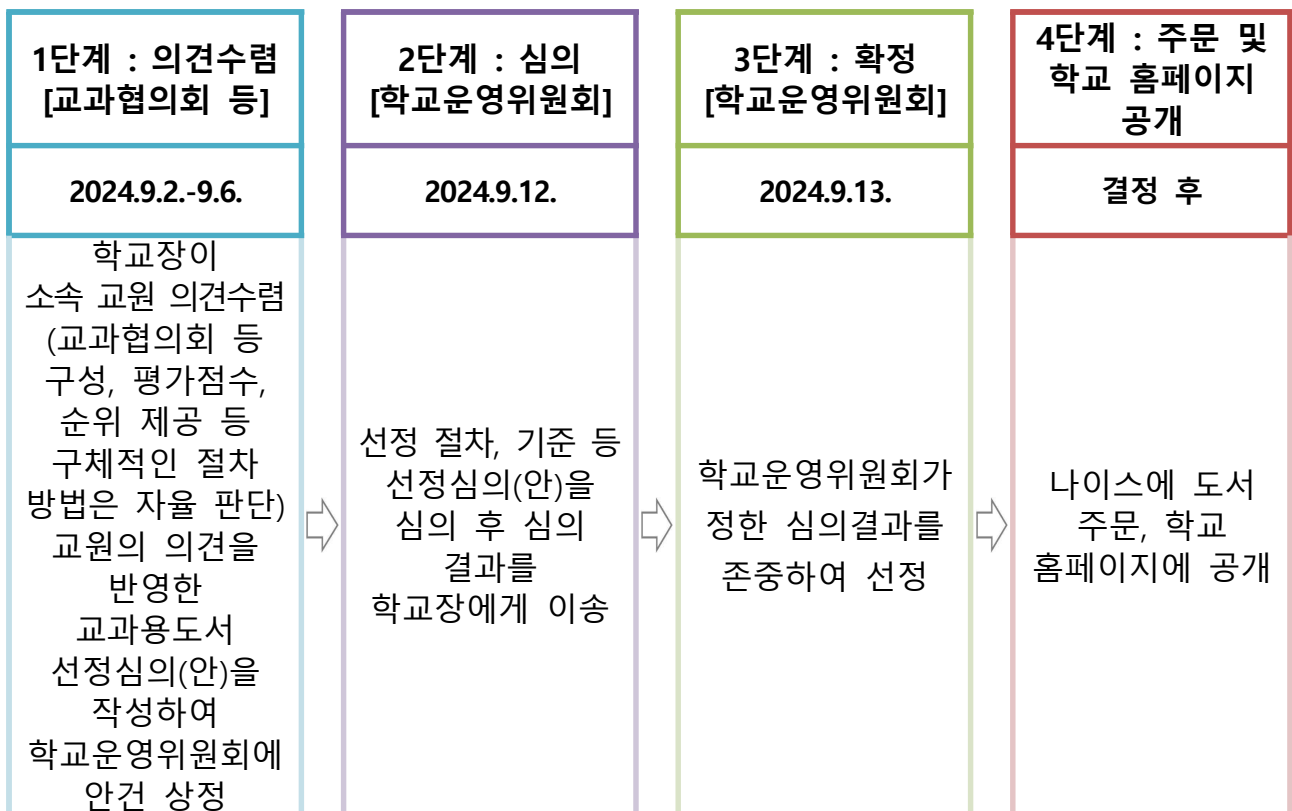 1단계 : 의견수렴
[교과협의회 등]
2024.9.2.-9.6.
학교장이
소속 교원 의견수렴
(교과협의회 등
구성, 평가점수,
순위 제공 등
구체적인 절차
방법은 자율 판단)
교원의 의견을
반영한
교과용도서
선정심의(안)을
작성하여
학교운영위원회에
안건 상정
2단계 : 심의
[학교운영위원회]
2024.9.12.
선정 절차, 기준 등
선정심의(안)을
심의 후 심의
결과를
학교장에게 이송
3단계 : 확정
[학교운영위원회]
2024.9.13.
학교운영위원회가
정한 심의결과를
존중하여 선정
4단계 : 주문 및
학교 홈페이지
공개
결정 후
나이스에 도서
주문, 학교
홈페이지에 공개